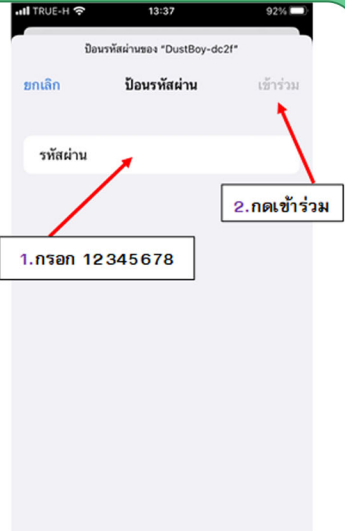 TRUE-H 13:37 92%
ป้อนรหัสผ่านของ "DustBoy-dc2f"
ยกเลิก ป้อนรหัสผ่าน เข้าร่วม
รหัสผ่าน
2.กดเข้าร่วม
1.กรอก 12345678